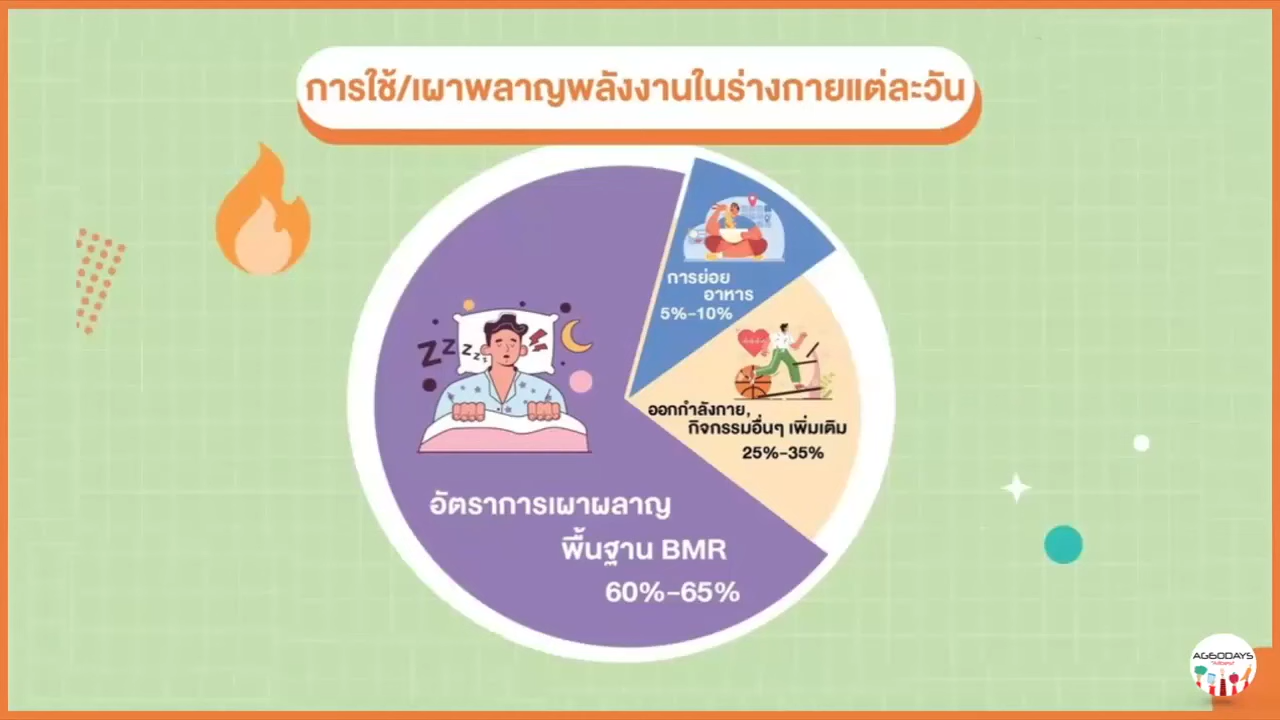 การใช้/เผาพลาญพลังงานในร่างกายแต่ละวัน
การย่อย
อาหาร
5%-10%
ออกกำลังกาย,
กิจกรรมอื่นๆ เพิ่มเติม
25%-35%
zzzzz
อัตราการเผาผลาญ
พื้นฐาน BMR
60%-65%
AG60DAYS